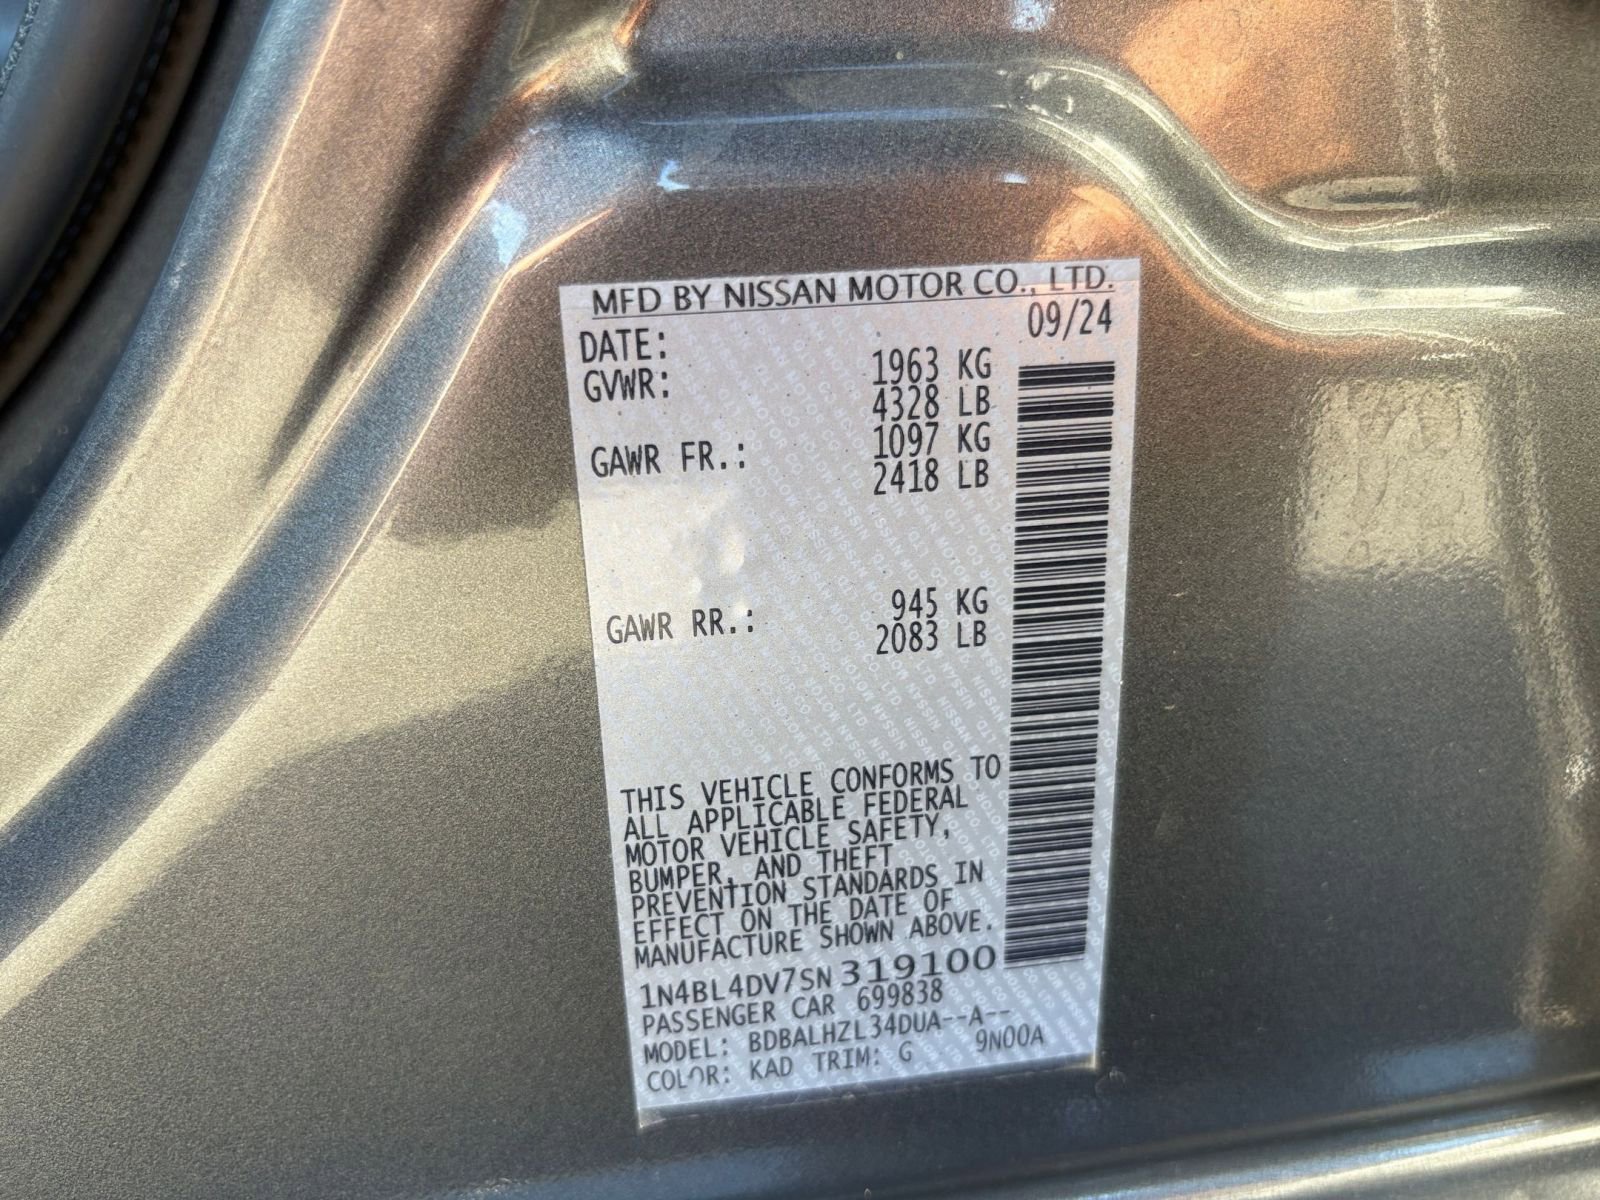 MFD BY NISSAN MOTOR CO., LTD.
DATE: 09/24
GVWR: 1963 KG
4328 LB
GAWR FR.: 1097 KG
2418 LB
GAWR RR.: 945 KG
2083 LB
THIS VEHICLE CONFORMS TO
ALL APPLICABLE FEDERAL
MOTOR VEHICLE SAFETY,
BUMPER, AND THEFT
PREVENTION STANDARDS IN
EFFECT ON THE DATE OF
MANUFACTURE SHOWN ABOVE.
1N4BL4DV7SN319100
PASSENGER CAR 699838
MODEL: BDBALHZL34DUA--A--
COLOR: KAD TRIM: G 9N00A